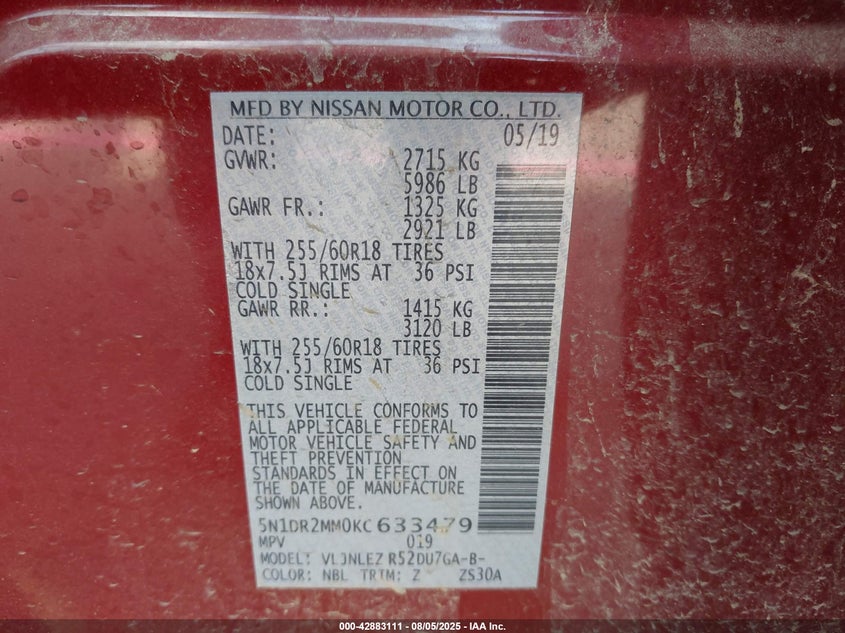 MFD BY NISSAN MOTOR CO., LTD.
DATE: 05/19
GVWR: 2715 KG
5986 LB
GAWR FR.: 1325 KG
2921 LB
WITH 255/60R18 TIRES
18x7.5J RIMS AT 36 PSI
COLD SINGLE
GAWR RR.: 1415 KG
3120 LB
WITH 255/60R18 TIRES
18x7.5J RIMS AT 36 PSI
COLD SINGLE
THIS VEHICLE CONFORMS TO
ALL APPLICABLE FEDERAL
MOTOR VEHICLE SAFETY AND
THEFT PREVENTION
STANDARDS IN EFFECT ON
THE DATE OF MANUFACTURE
SHOWN ABOVE.
5N1DR2MM0KC633479
MPV 019
MODEL: VLJNLEZ R52DU7GA-B-
COLOR: NBL TRIM: Z ZS30A
000-42883111 - 08/05/2025 - IAA Inc.